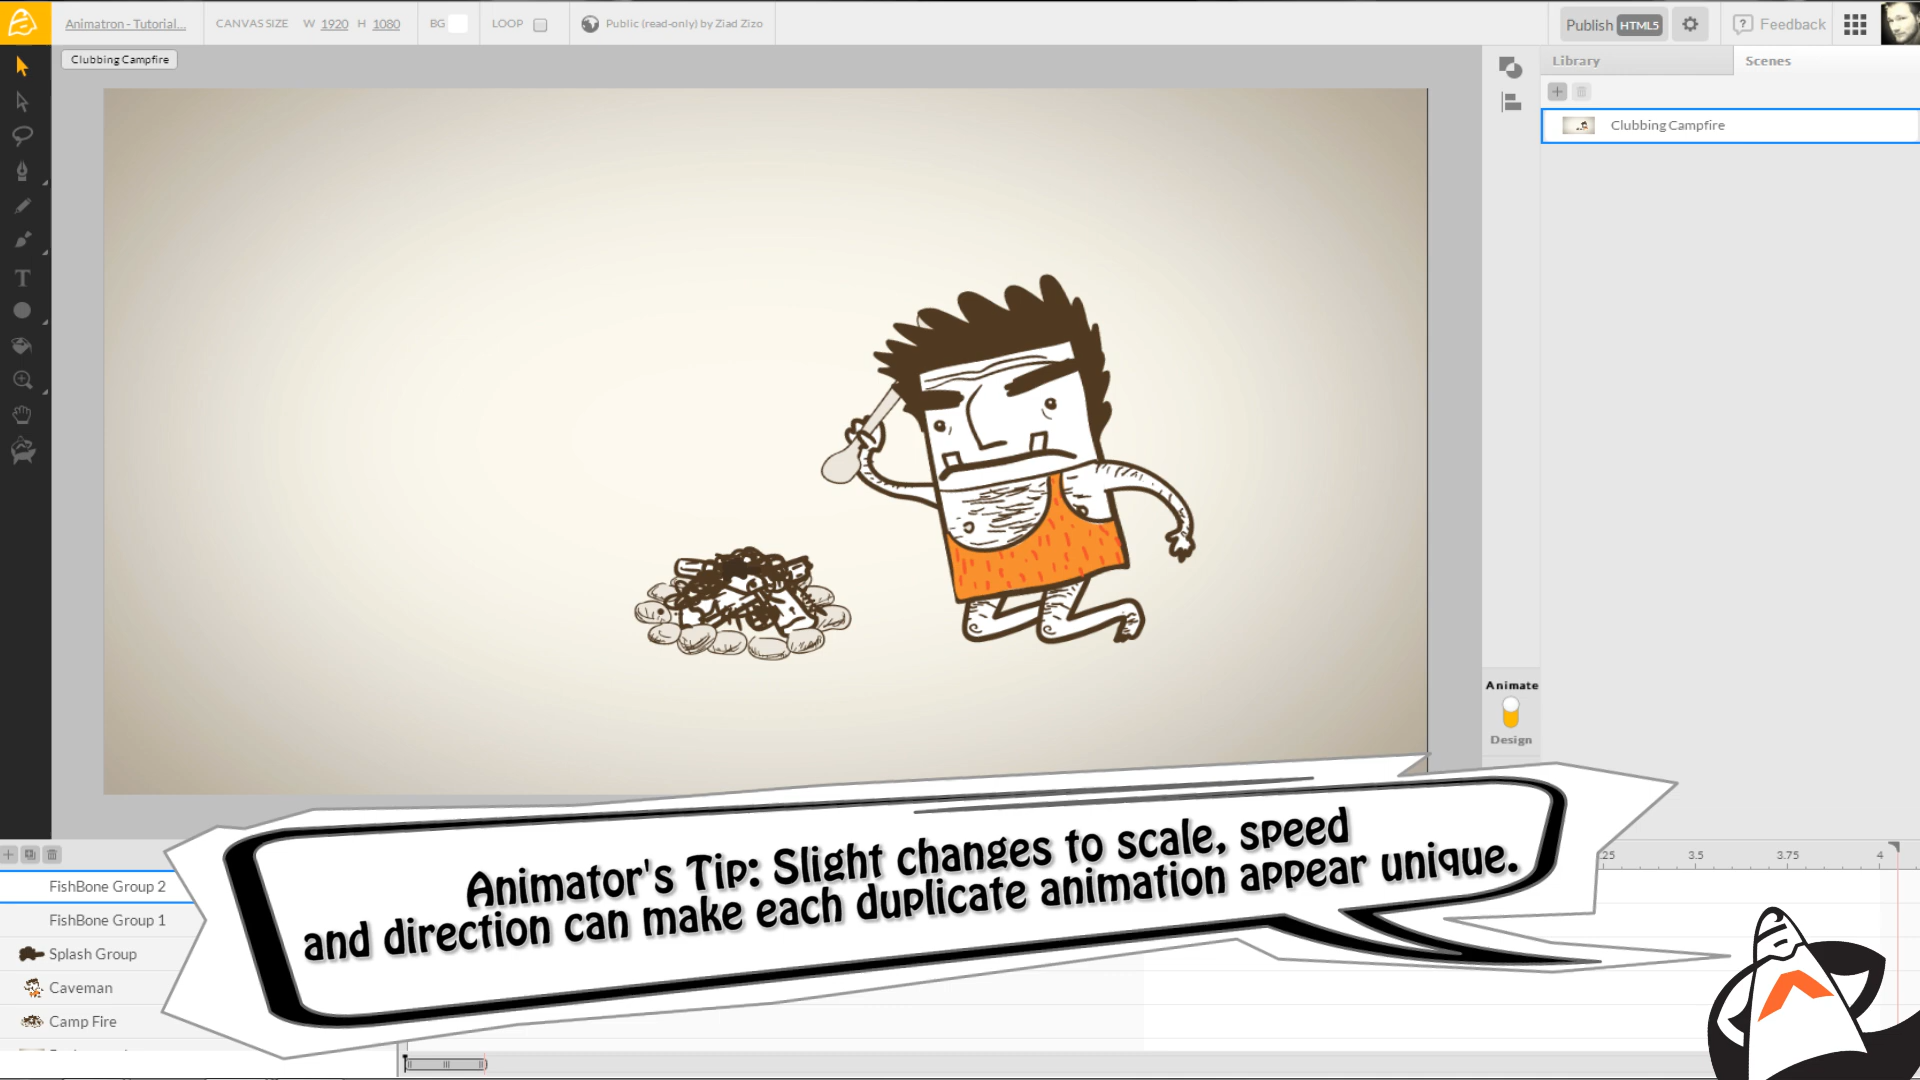 Animatron - Tutorial...
CANVAS SIZE W 1920 H 1080
BG
LOOP
Public (read-only) by Ziad Zizo
Publish HTML5
Feedback
Clubbing Campfire
Library
Scenes
Clubbing Campfire
Animate
Design
Animator's Tip: Slight changes to scale, speed
and direction can make each duplicate animation appear unique.
.25 3.5 3.75 4
FishBone Group 2
FishBone Group 1
Splash Group
Caveman
Camp Fire